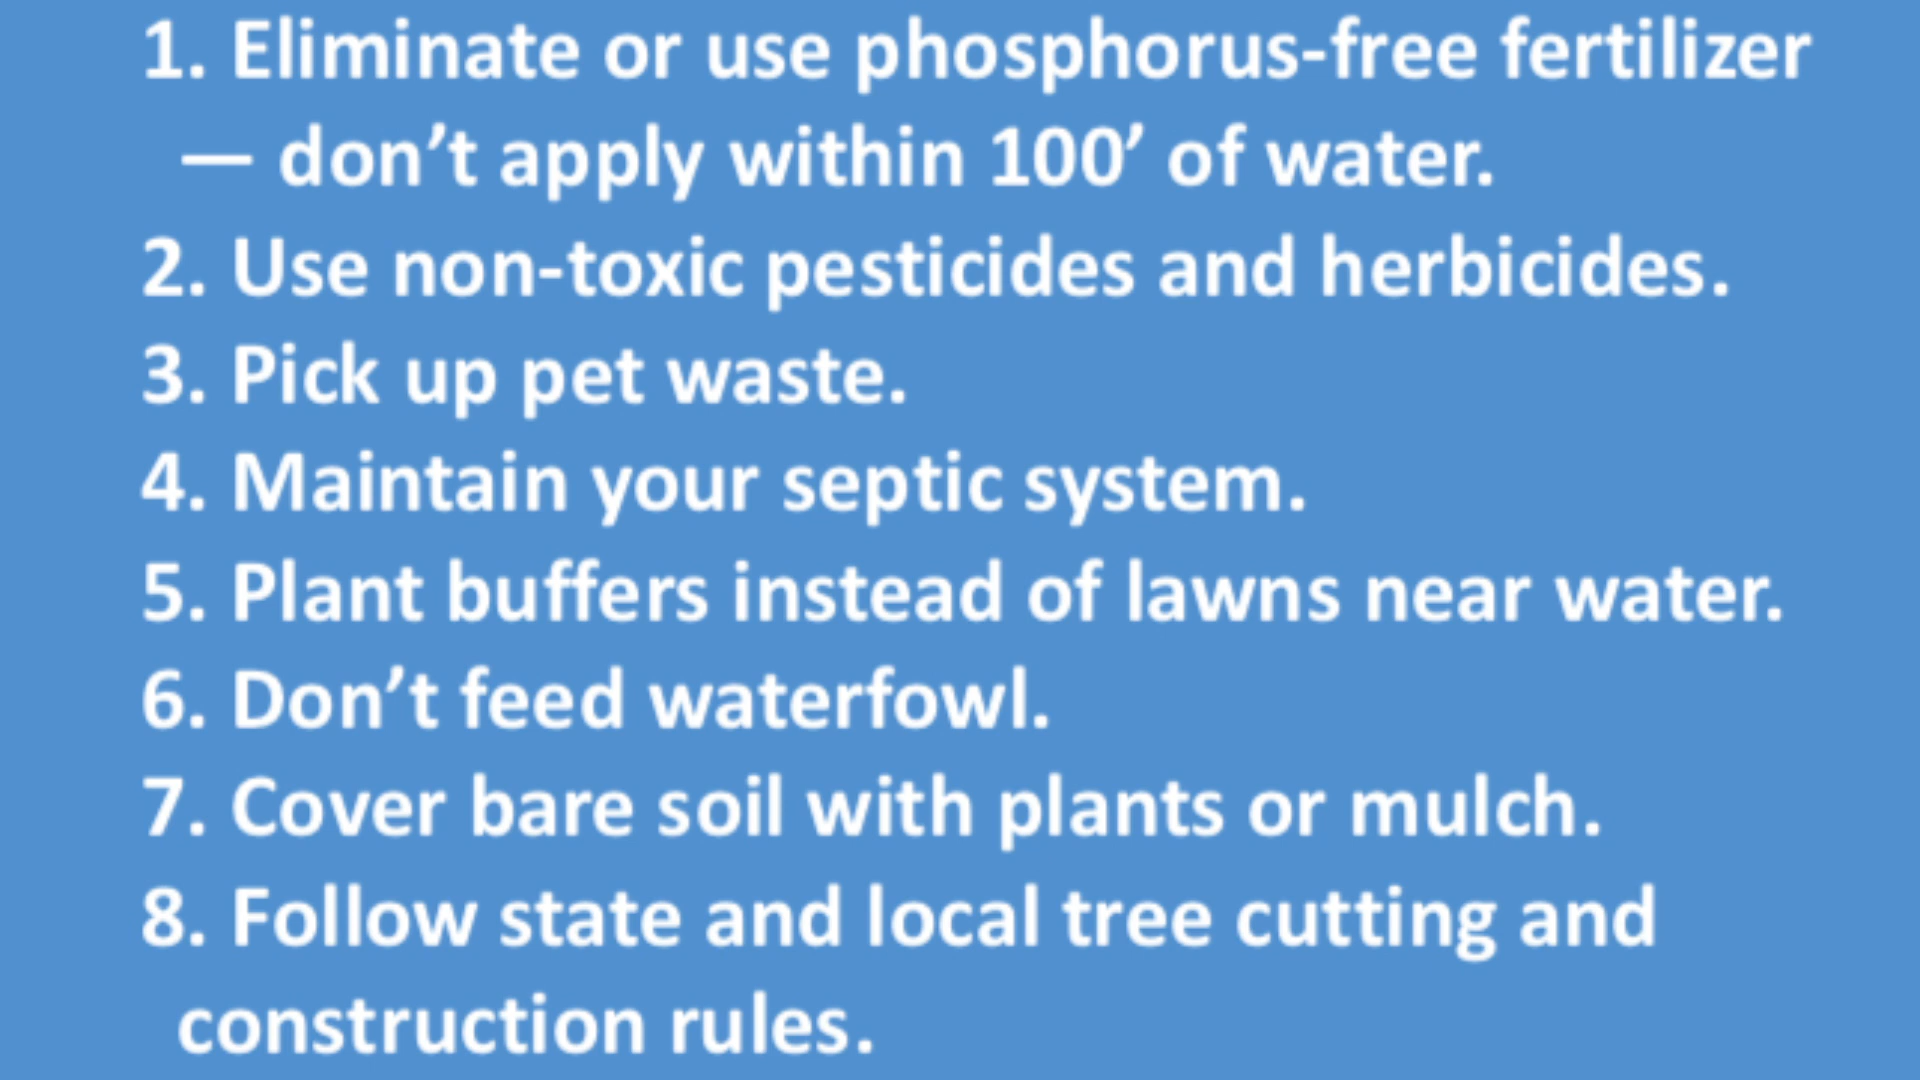 1. Eliminate or use phosphorus-free fertilizer
— don’t apply within 100’ of water.
2. Use non-toxic pesticides and herbicides.
3. Pick up pet waste.
4. Maintain your septic system.
5. Plant buffers instead of lawns near water.
6. Don’t feed waterfowl.
7. Cover bare soil with plants or mulch.
8. Follow state and local tree cutting and
construction rules.